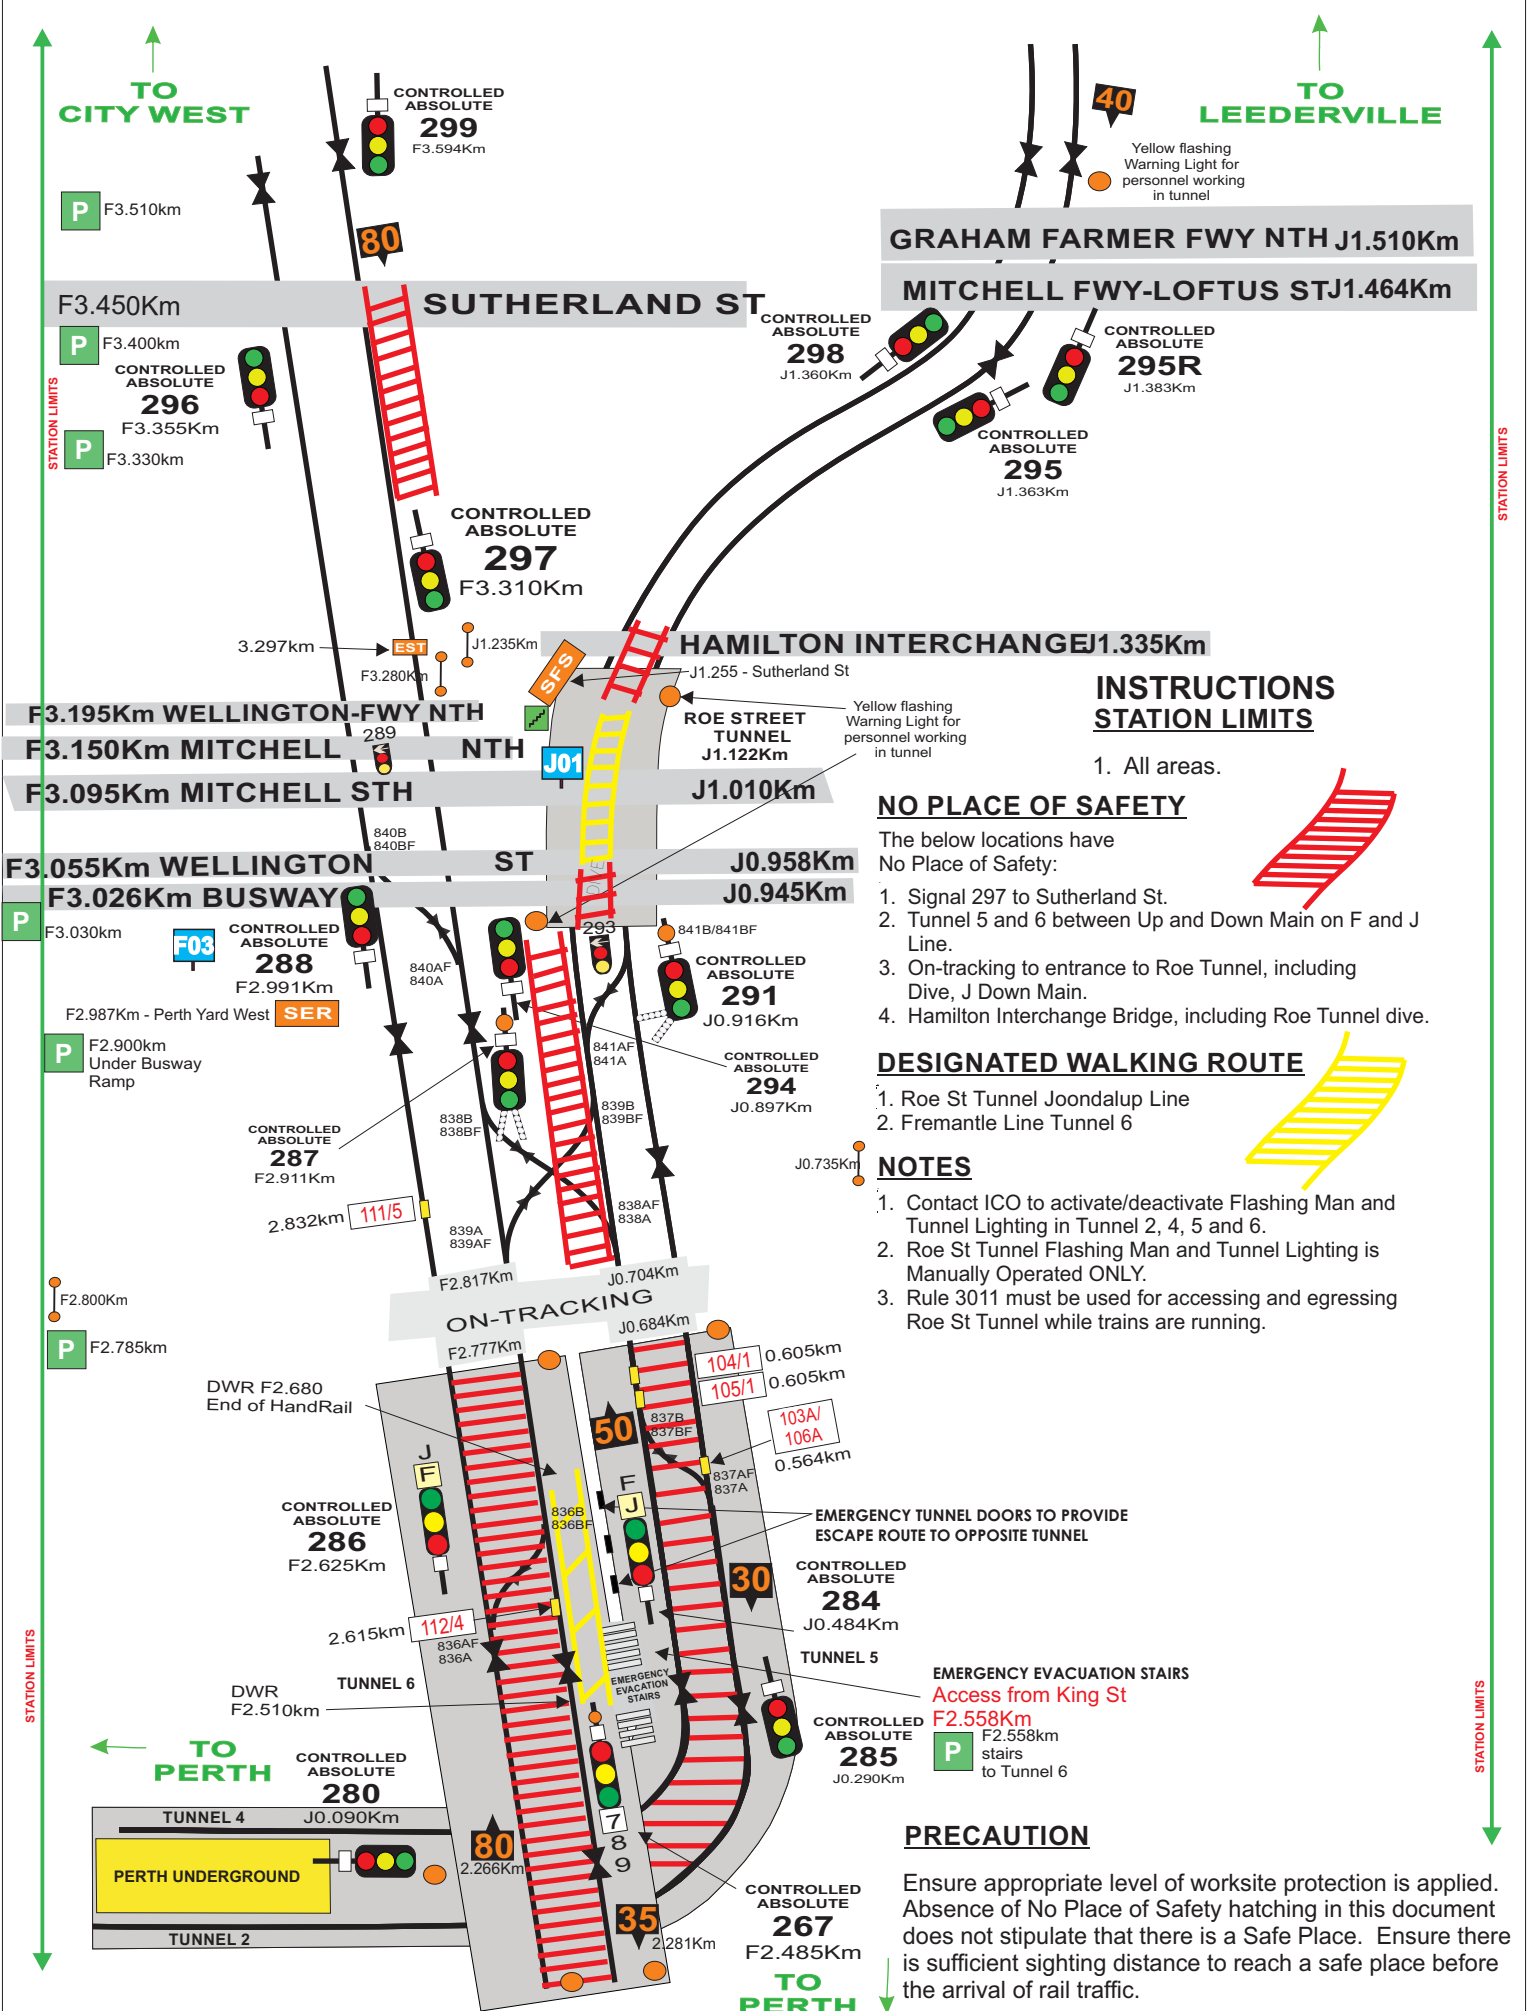 TO
CITY WEST
CONTROLLED
ABSOLUTE
299
F3.594Km
40
TO
LEEDERVILLE
Yellow flashing
Warning Light for
personnel working
in tunnel
P F3.510km
80
GRAHAM FARMER FWY NTH J1.510Km
MITCHELL FWY-LOFTUS ST J1.464Km
F3.450Km SUTHERLAND ST
P F3.400km
CONTROLLED
ABSOLUTE
296
F3.355Km
P F3.330km
STATION LIMITS
CONTROLLED
ABSOLUTE
298
J1.360Km
CONTROLLED
ABSOLUTE
295R
J1.383Km
CONTROLLED
ABSOLUTE
295
J1.363Km
STATION LIMITS
CONTROLLED
ABSOLUTE
297
F3.310Km
3.297km EST
J1.235Km
F3.280Km
HAMILTON INTERCHANGE J1.335Km
SFS
J1.255 - Sutherland St
F3.195Km WELLINGTON-FWY NTH
289
F3.150Km MITCHELL NTH
F3.095Km MITCHELL STH J1.010Km
J01
ROE STREET
TUNNEL
J1.122Km
Yellow flashing
Warning Light for
personnel working
in tunnel
840B
840BF
F3.055Km WELLINGTON ST J0.958Km
F3.026Km BUSWAY J0.945Km
DIVE
INSTRUCTIONS
STATION LIMITS
1. All areas.
NO PLACE OF SAFETY
The below locations have
No Place of Safety:
1. Signal 297 to Sutherland St.
2. Tunnel 5 and 6 between Up and Down Main on F and J
Line.
3. On-tracking to entrance to Roe Tunnel, including
Dive, J Down Main.
4. Hamilton Interchange Bridge, including Roe Tunnel dive.
DESIGNATED WALKING ROUTE
1. Roe St Tunnel Joondalup Line
2. Fremantle Line Tunnel 6
NOTES
1. Contact ICO to activate/deactivate Flashing Man and
Tunnel Lighting in Tunnel 2, 4, 5 and 6.
2. Roe St Tunnel Flashing Man and Tunnel Lighting is
Manually Operated ONLY.
3. Rule 3011 must be used for accessing and egressing
Roe St Tunnel while trains are running.
P F3.030km
F03
CONTROLLED
ABSOLUTE
288
F2.991Km
F2.987Km - Perth Yard West SER
P F2.900km
Under Busway
Ramp
840AF
840A
293
841B/841BF
CONTROLLED
ABSOLUTE
291
J0.916Km
841AF
841A
CONTROLLED
ABSOLUTE
294
J0.897Km
838B
838BF
839B
839BF
CONTROLLED
ABSOLUTE
287
F2.911Km
J0.735Km
2.832km 111/5
839A
839AF
838AF
838A
F2.817Km
J0.704Km
ON-TRACKING
J0.684Km
F2.777Km
F2.800Km
P F2.785km
DWR F2.680
End of HandRail
104/1 0.605km
105/1 0.605km
103A/
106A
0.564km
50
837B
837BF
837AF
837A
J
F
F
J
836B
836BF
EMERGENCY TUNNEL DOORS TO PROVIDE
ESCAPE ROUTE TO OPPOSITE TUNNEL
CONTROLLED
ABSOLUTE
286
F2.625Km
30
CONTROLLED
ABSOLUTE
284
J0.484Km
2.615km 112/4
836AF
836A
TUNNEL 6
TUNNEL 5
EMERGENCY
EVACATION
STAIRS
DWR
F2.510km
EMERGENCY EVACUATION STAIRS
Access from King St
F2.558Km
P F2.558km
stairs
to Tunnel 6
CONTROLLED
ABSOLUTE
285
J0.290Km
STATION LIMITS
STATION LIMITS
TO
PERTH
CONTROLLED
ABSOLUTE
280
J0.090Km
TUNNEL 4
PERTH UNDERGROUND
TUNNEL 2
7
8
9
80
2.266Km
35
2.281Km
CONTROLLED
ABSOLUTE
267
F2.485Km
TO
PERTH
PRECAUTION
Ensure appropriate level of worksite protection is applied.
Absence of No Place of Safety hatching in this document
does not stipulate that there is a Safe Place. Ensure there
is sufficient sighting distance to reach a safe place before
the arrival of rail traffic.